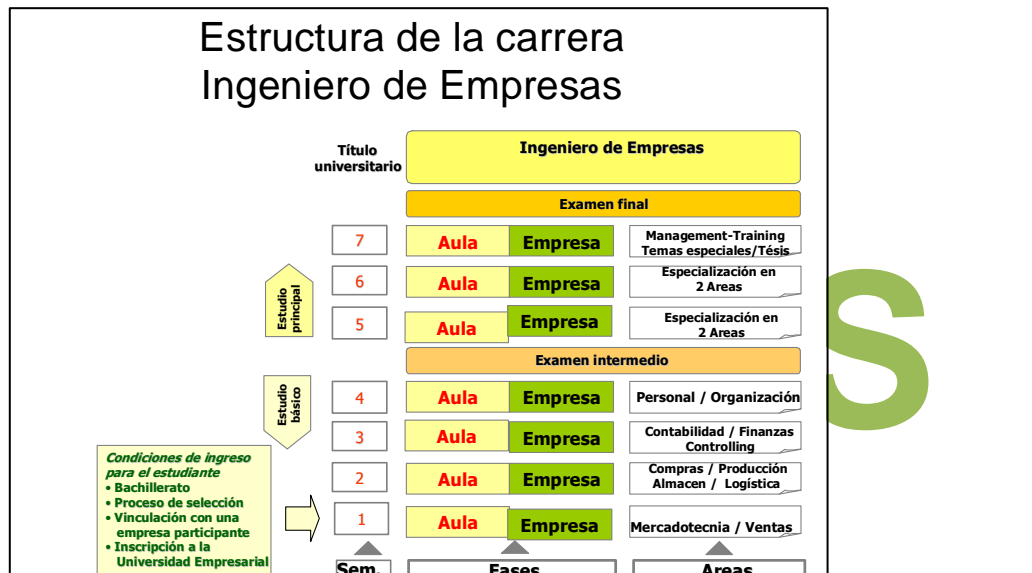 Estructura de la carrera
Ingeniero de Empresas
Título
universitario
Ingeniero de Empresas
Examen final
7
Aula
Empresa
Management-Training
Temas especiales/Tésis
Estudio
principal
6
Aula
Empresa
Especialización en
2 Areas
5
Aula
Empresa
Especialización en
2 Areas
S
Examen intermedio
Estudio
básico
4
Aula
Empresa
Personal / Organización
3
Aula
Empresa
Contabilidad / Finanzas
Controlling
Condiciones de ingreso
para el estudiante
• Bachillerato
• Proceso de selección
• Vinculación con una
empresa participante
• Inscripción a la
Universidad Empresarial
2
Aula
Empresa
Compras / Producción
Almacen / Logística
1
Aula
Empresa
Mercadotecnia / Ventas
Sem.
Fases
Areas